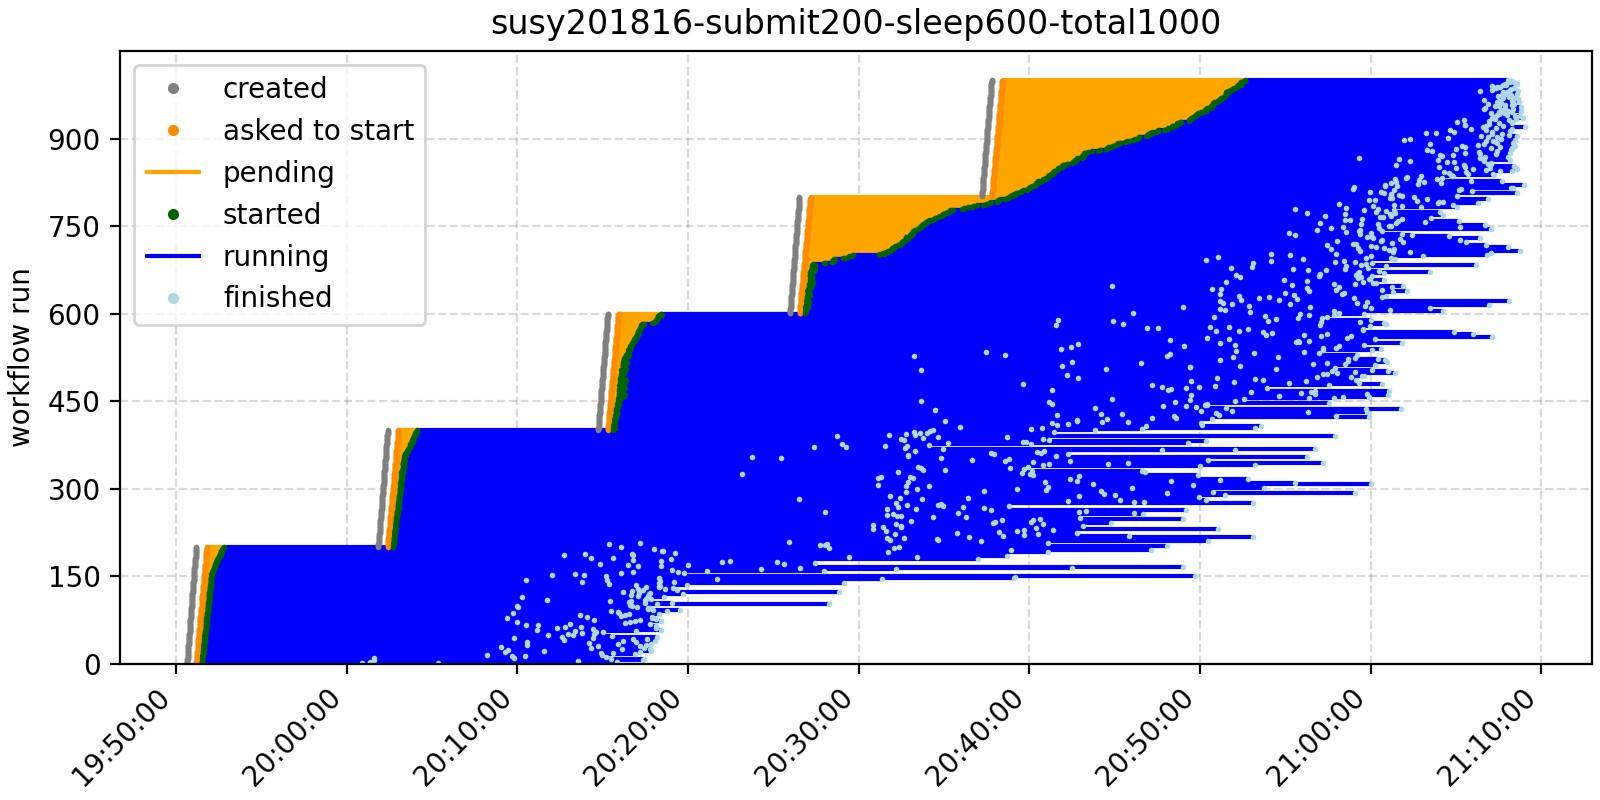 susy201816-submit200-sleep600-total1000
created
asked to start
pending
started
running
finished
workflow run
900
750
600
450
300
150
0
19:50:00
20:00:00
20:10:00
20:20:00
20:30:00
20:40:00
20:50:00
21:00:00
21:10:00